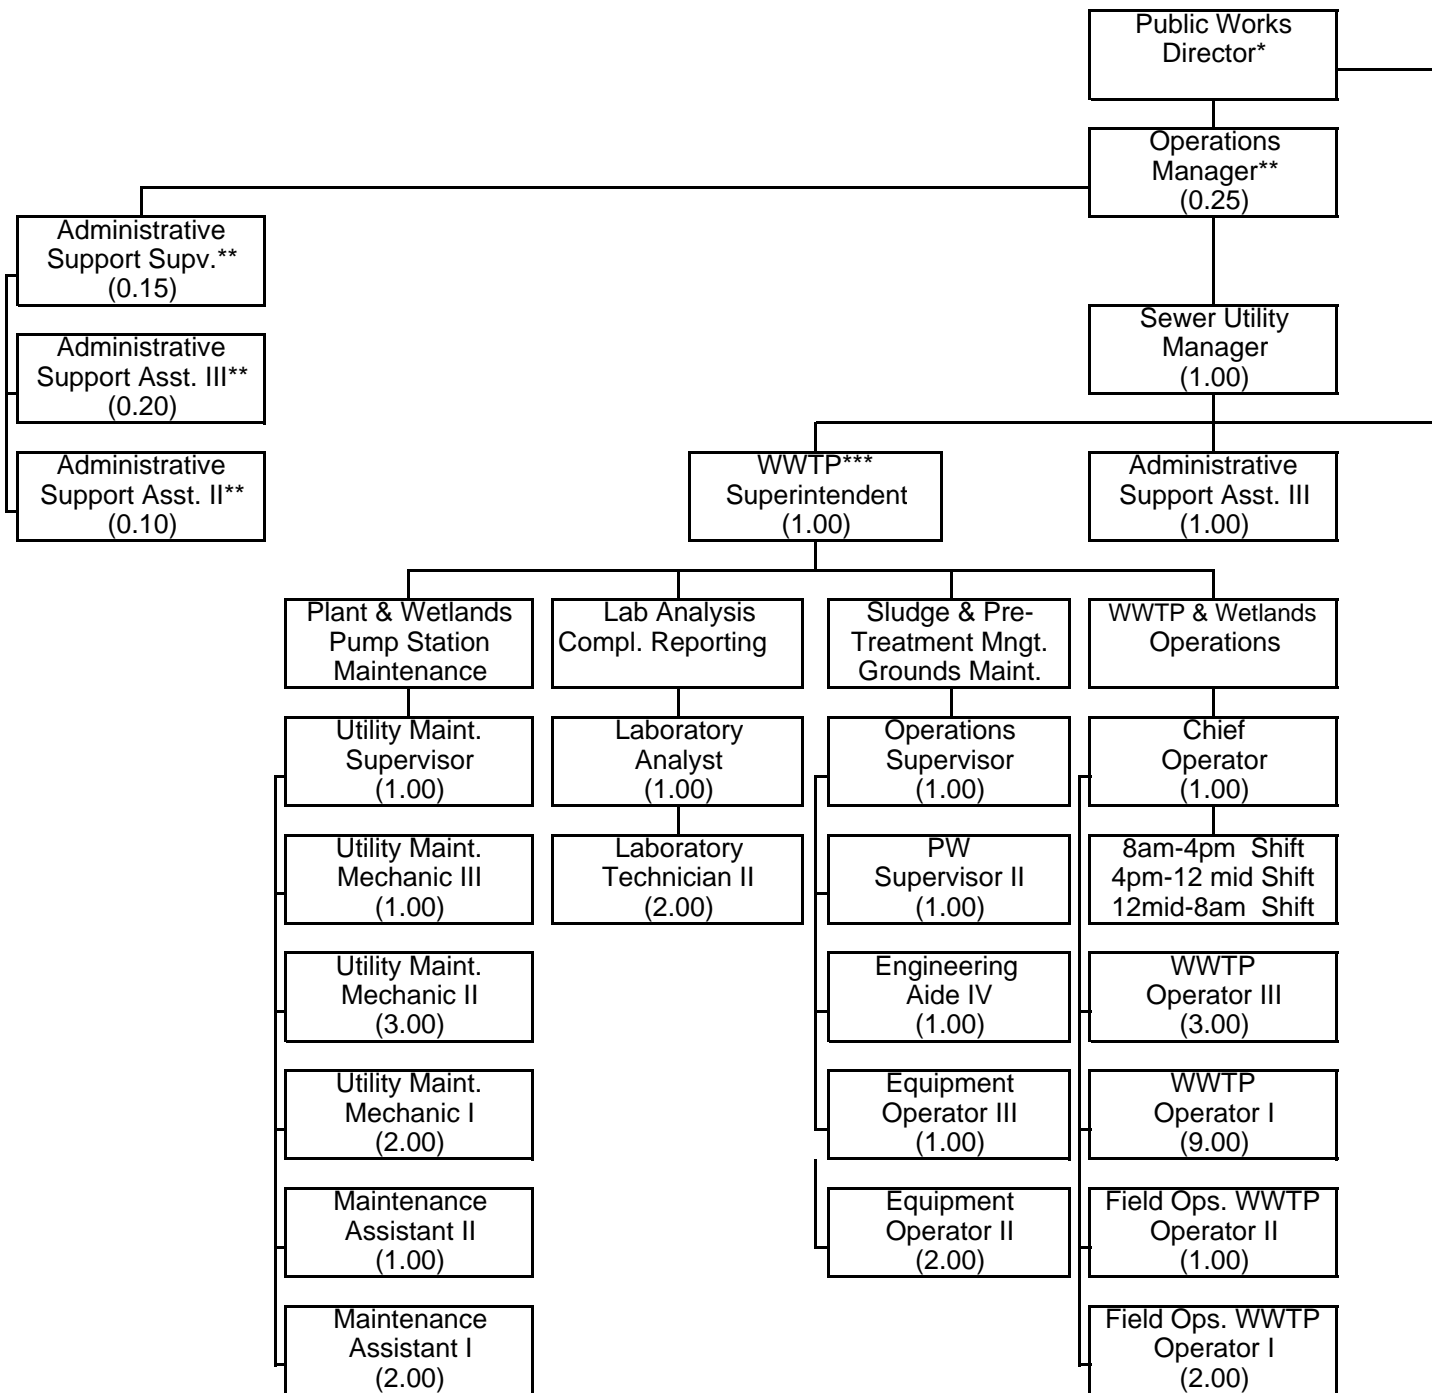 Public Works
Director*
Operations
Manager**
(0.25)
Administrative
Support Supv.**
(0.15)
Administrative
Support Asst. III**
(0.20)
Administrative
Support Asst. II**
(0.10)
Sewer Utility
Manager
(1.00)
WWTP***
Superintendent
(1.00)
Administrative
Support Asst. III
(1.00)
Plant & Wetlands
Pump Station
Maintenance
Utility Maint.
Supervisor
(1.00)
Utility Maint.
Mechanic III
(1.00)
Utility Maint.
Mechanic II
(3.00)
Utility Maint.
Mechanic I
(2.00)
Maintenance
Assistant II
(1.00)
Maintenance
Assistant I
(2.00)
Lab Analysis
Compl. Reporting
Laboratory
Analyst
(1.00)
Laboratory
Technician II
(2.00)
Sludge & Pre-
Treatment Mngt.
Grounds Maint.
Operations
Supervisor
(1.00)
PW
Supervisor II
(1.00)
Engineering
Aide IV
(1.00)
Equipment
Operator III
(1.00)
Equipment
Operator II
(2.00)
WWTP & Wetlands
Operations
Chief
Operator
(1.00)
8am-4pm  Shift
4pm-12 mid Shift
12mid-8am  Shift
WWTP
Operator III
(3.00)
WWTP
Operator I
(9.00)
Field Ops. WWTP
Operator II
(1.00)
Field Ops. WWTP
Operator I
(2.00)